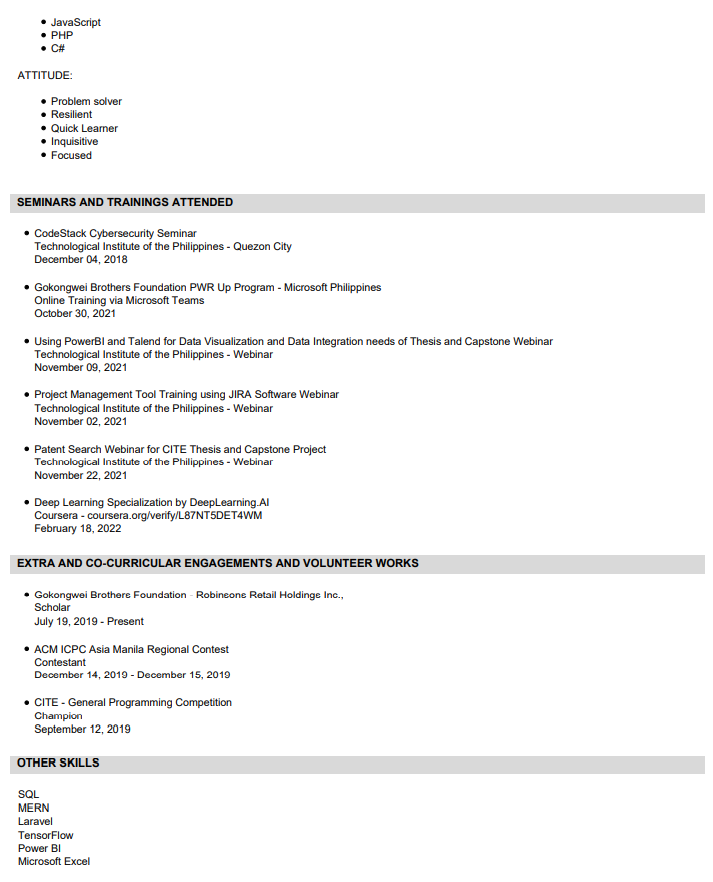 JavaScript
PHP
C#
ATTITUDE:
Problem solver
Resilient
Quick Learner
Inquisitive
Focused
SEMINARS AND TRAININGS ATTENDED
CodeStack Cybersecurity Seminar
Technological Institute of the Philippines - Quezon City
December 04, 2018
Gokongwei Brothers Foundation PWR Up Program - Microsoft Philippines
Online Training via Microsoft Teams
October 30, 2021
Using PowerBI and Talend for Data Visualization and Data Integration needs of Thesis and Capstone Webinar
Technological Institute of the Philippines - Webinar
November 09, 2021
Project Management Tool Training using JIRA Software Webinar
Technological Institute of the Philippines - Webinar
November 02, 2021
Patent Search Webinar for CITE Thesis and Capstone Project
Technological Institute of the Philippines - Webinar
November 22, 2021
Deep Learning Specialization by DeepLearning.AI
Coursera - coursera.org/verify/L87NT5DET4WM
February 18, 2022
EXTRA AND CO-CURRICULAR ENGAGEMENTS AND VOLUNTEER WORKS
Gokongwei Brothers Foundation - Robinsons Retail Holdings Inc.,
Scholar
July 19, 2019 - Present
ACM ICPC Asia Manila Regional Contest
Contestant
December 14, 2019 - December 15, 2019
CITE - General Programming Competition
Champion
September 12, 2019
OTHER SKILLS
SQL
MERN
Laravel
TensorFlow
Power BI
Microsoft Excel